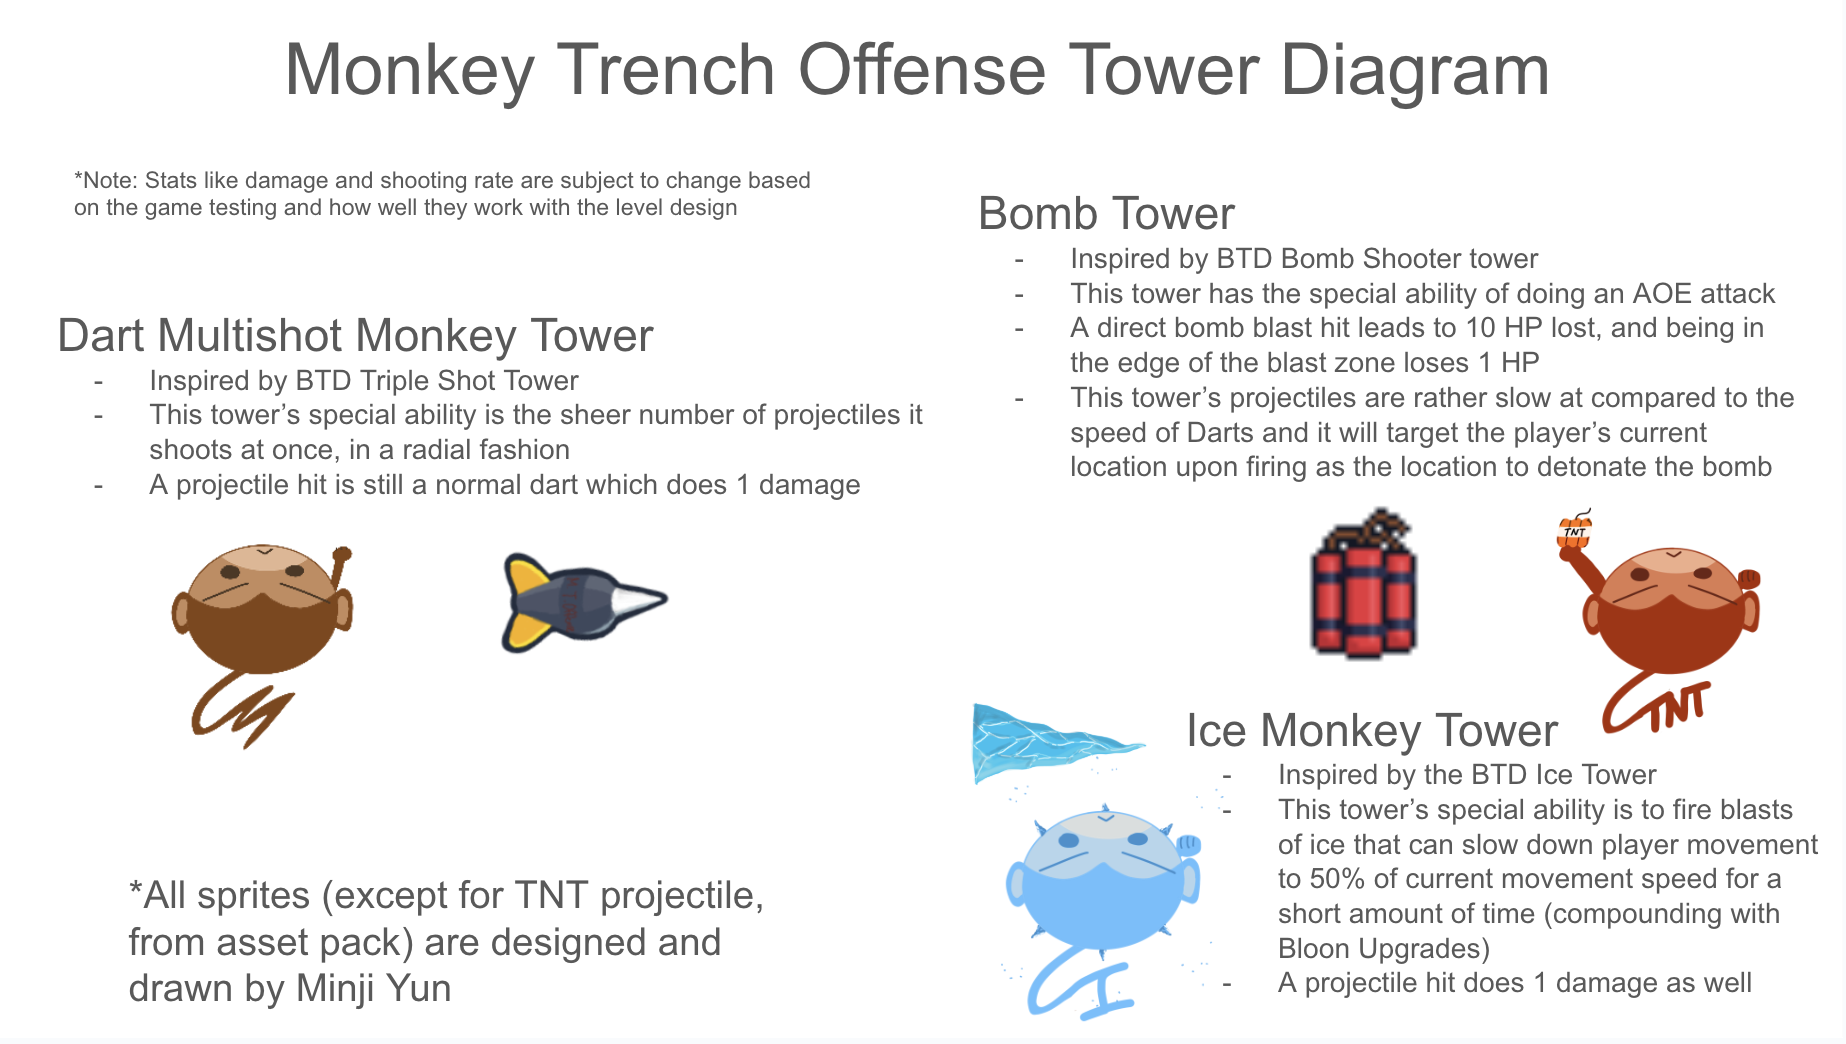 Monkey Trench Offense Tower Diagram
*Note: Stats like damage and shooting rate are subject to change based
on the game testing and how well they work with the level design
Dart Multishot Monkey Tower
- Inspired by BTD Triple Shot Tower
- This tower’s special ability is the sheer number of projectiles it
shoots at once, in a radial fashion
- A projectile hit is still a normal dart which does 1 damage
*All sprites (except for TNT projectile,
from asset pack) are designed and
drawn by Minji Yun
Bomb Tower
- Inspired by BTD Bomb Shooter tower
- This tower has the special ability of doing an AOE attack
- A direct bomb blast hit leads to 10 HP lost, and being in
the edge of the blast zone loses 1 HP
- This tower’s projectiles are rather slow at compared to the
speed of Darts and it will target the player’s current
location upon firing as the location to detonate the bomb
TNT
TNT
Ice Monkey Tower
- Inspired by the BTD Ice Tower
- This tower’s special ability is to fire blasts
of ice that can slow down player movement
to 50% of current movement speed for a
short amount of time (compounding with
Bloon Upgrades)
- A projectile hit does 1 damage as well